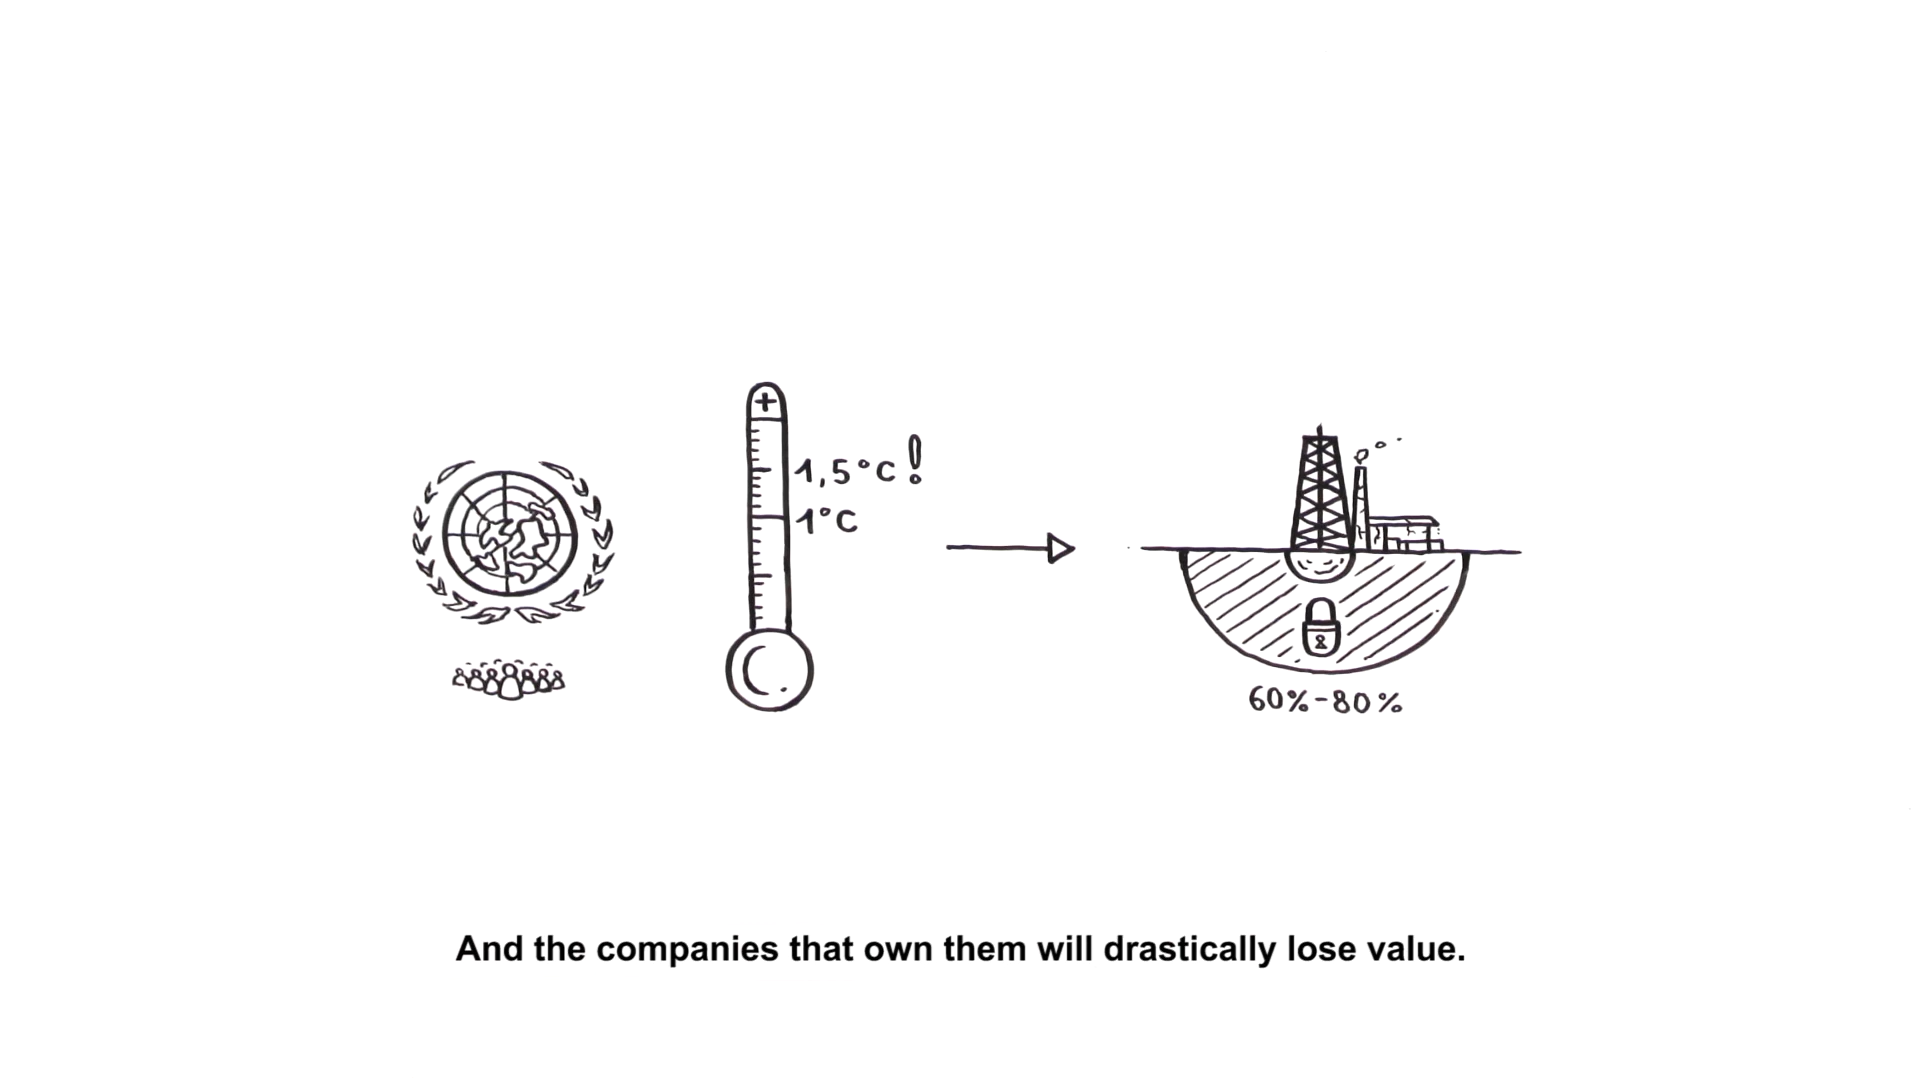 1,5°C!
1°C
60%-80%
And the companies that own them will drastically lose value.